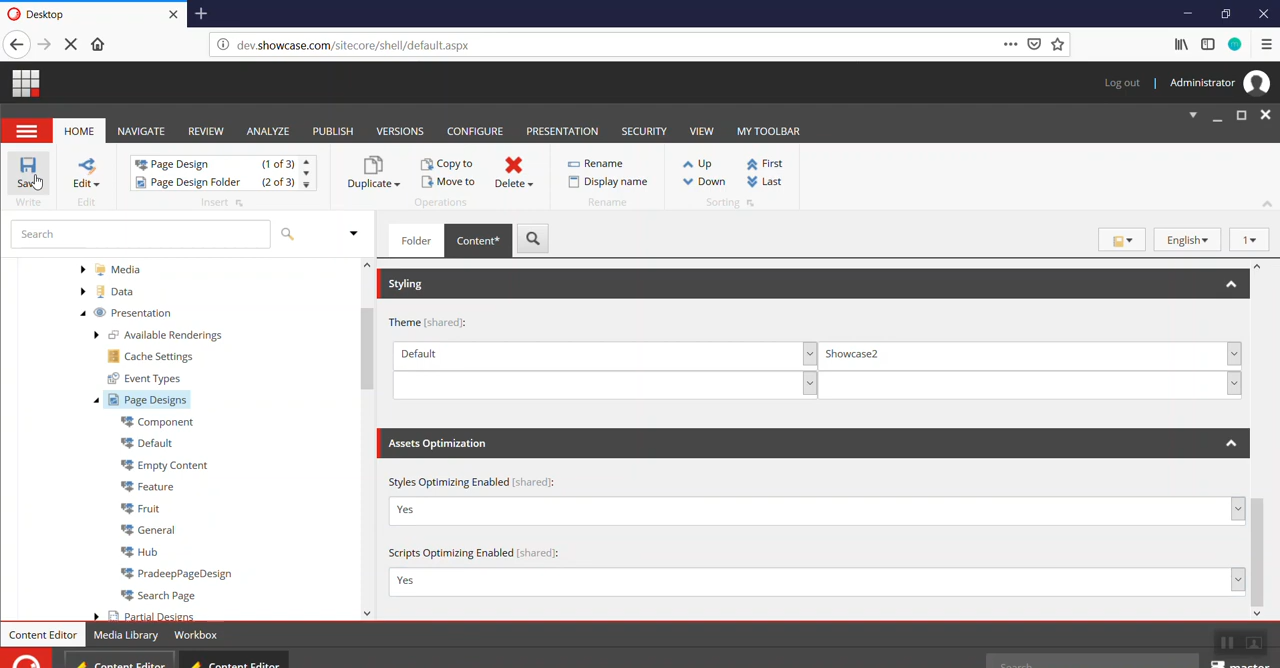 Desktop
dev.showcase.com/sitecore/shell/default.aspx
Log out | Administrator
HOME NAVIGATE REVIEW ANALYZE PUBLISH VERSIONS CONFIGURE PRESENTATION SECURITY VIEW MY TOOLBAR
Page Design (1 of 3) Copy to Rename Up First
Save Edit Page Design Folder (2 of 3) Duplicate Move to Delete Display name Down Last
Write Edit Insert Operations Rename Sorting
Search
Folder Content* English 1
Media
Data
Presentation
Available Renderings
Cache Settings
Event Types
Page Designs
Component
Default
Empty Content
Feature
Fruit
General
Hub
PradeepPageDesign
Search Page
Partial Designs
Styling
Theme [shared]:
Default Showcase2
Assets Optimization
Styles Optimizing Enabled [shared]:
Yes
Scripts Optimizing Enabled [shared]:
Yes
Content Editor Media Library Workbox
Content Editor Content Editor Search master